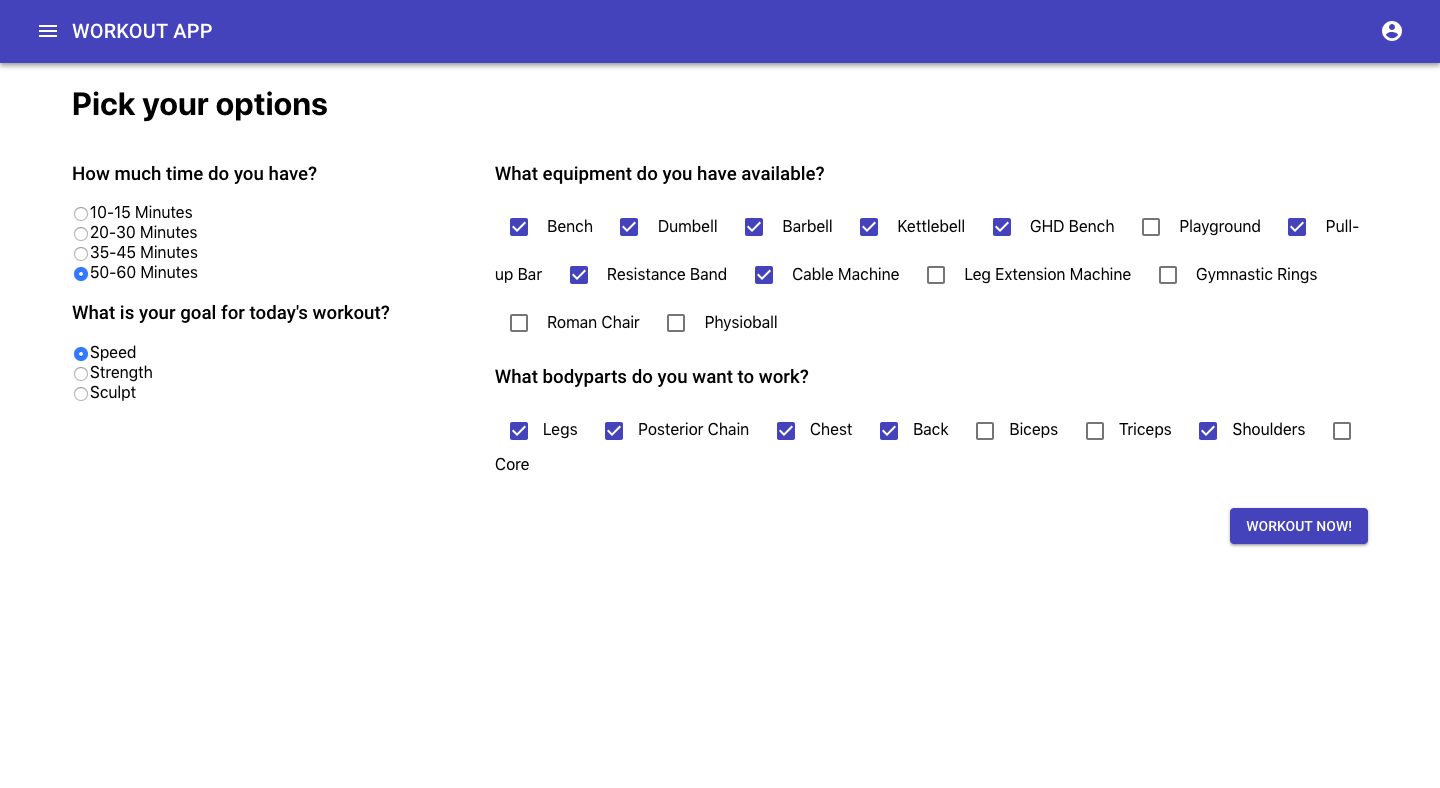 WORKOUT APP
Pick your options
How much time do you have?
10-15 Minutes
20-30 Minutes
35-45 Minutes
50-60 Minutes
What is your goal for today's workout?
Speed
Strength
Sculpt
What equipment do you have available?
Bench Dumbell Barbell Kettlebell GHD Bench Playground Pull-
up Bar Resistance Band Cable Machine Leg Extension Machine Gymnastic Rings
Roman Chair Physioball
What bodyparts do you want to work?
Legs Posterior Chain Chest Back Biceps Triceps Shoulders
Core
WORKOUT NOW!